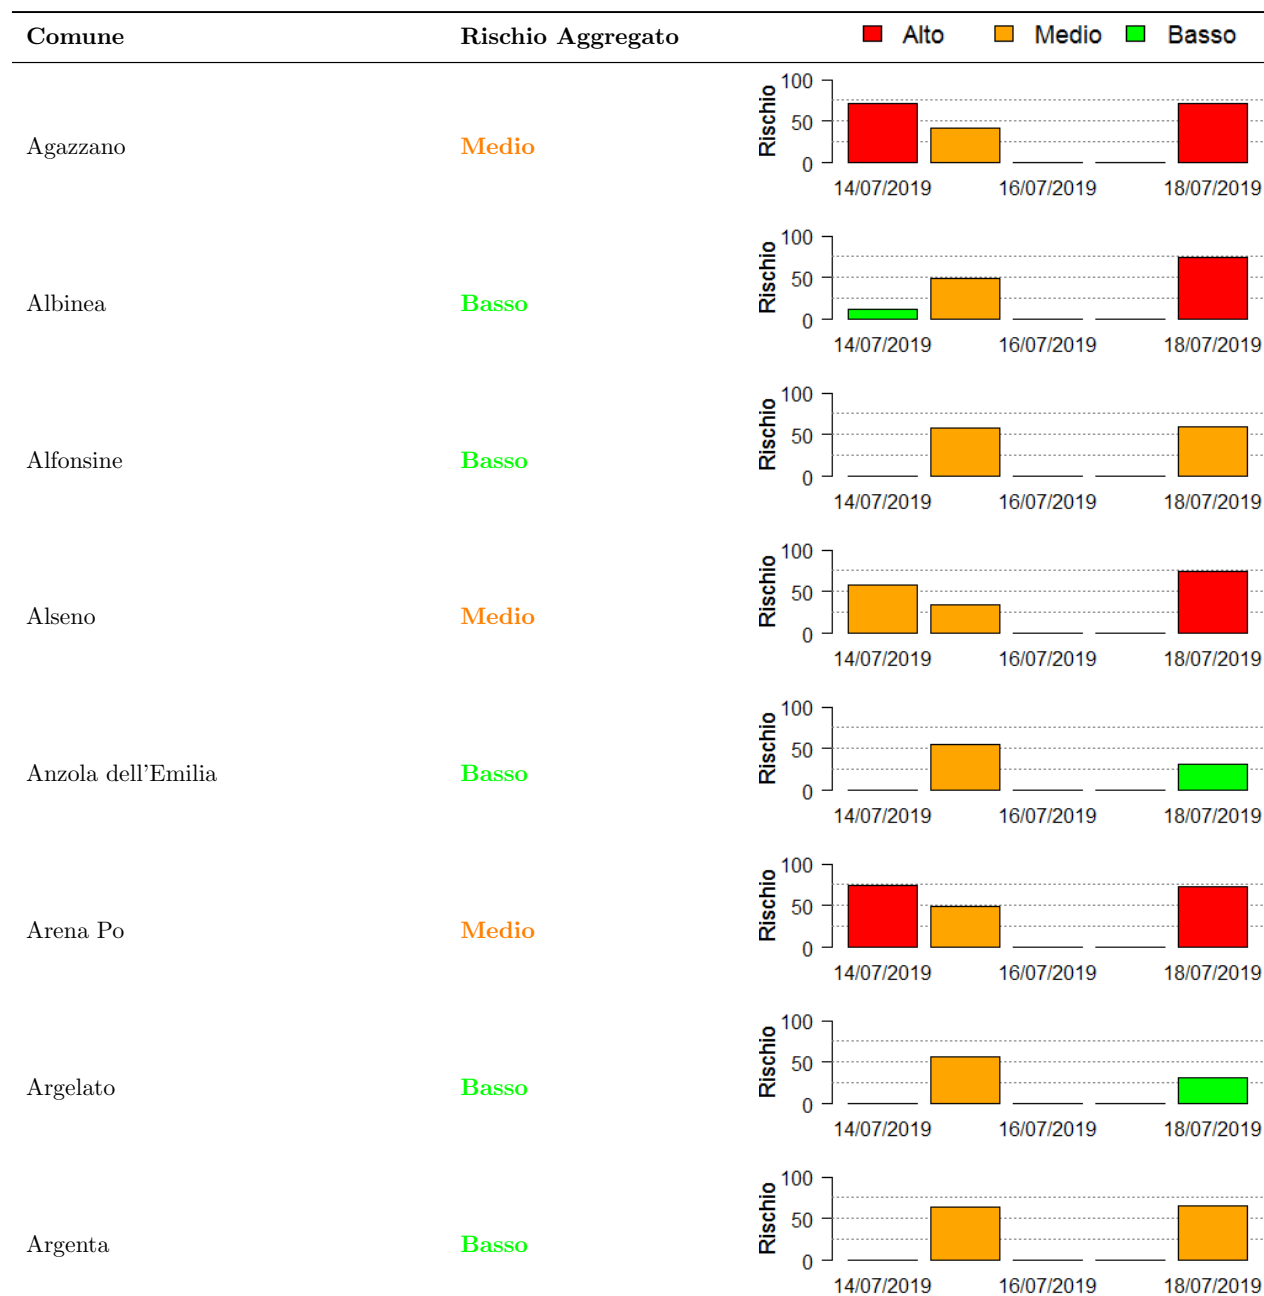 Comune Rischio Aggregato Alto Medio Basso
100
Rischio
50
Agazzano Medio
0
14/07/2019 16/07/2019 18/07/2019
100
Rischio
50
Albinea Basso
0
14/07/2019 16/07/2019 18/07/2019
100
Rischio
50
Alfonsine Basso
0
14/07/2019 16/07/2019 18/07/2019
100
Rischio
50
Alseno Medio
0
14/07/2019 16/07/2019 18/07/2019
100
Rischio
50
Anzola dell'Emilia Basso
0
14/07/2019 16/07/2019 18/07/2019
100
Rischio
50
Arena Po Medio
0
14/07/2019 16/07/2019 18/07/2019
100
Rischio
50
Argelato Basso
0
14/07/2019 16/07/2019 18/07/2019
100
Rischio
50
Argenta Basso
0
14/07/2019 16/07/2019 18/07/2019